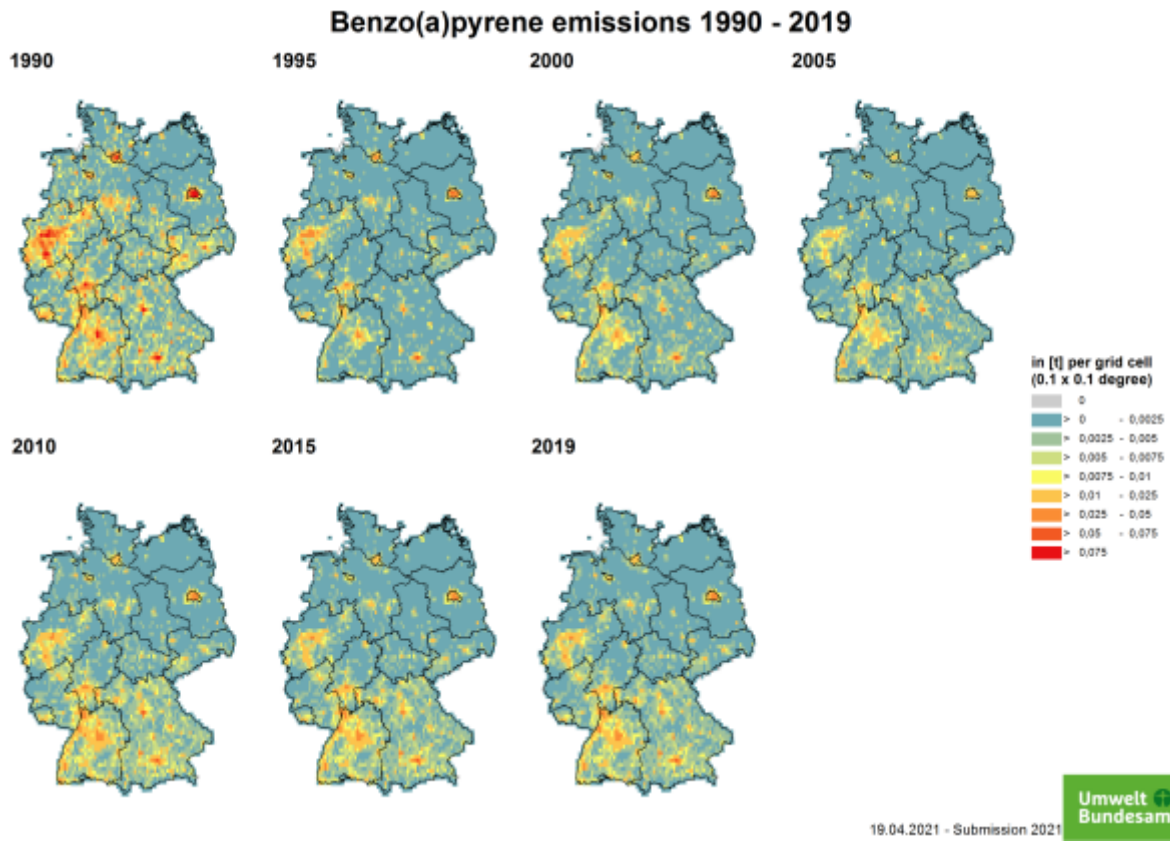 Benzo(a)pyrene emissions 1990 - 2019
1990
1995
2000
2005
in [t] per grid cell
(0.1 x 0.1 degree)
0
> 0 - 0,0025
> 0,0025 - 0,005
> 0,005 - 0,0075
> 0,0075 - 0,01
> 0,01 - 0,025
> 0,025 - 0,05
> 0,05 - 0,075
> 0,075
2010
2015
2019
Umwelt
Bundesam
19.04.2021 - Submission 2021